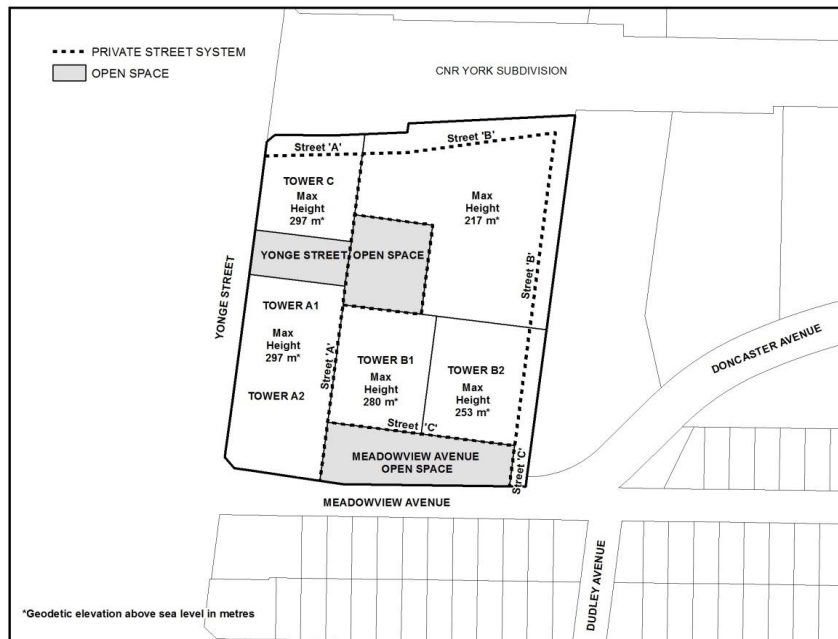 PRIVATE STREET SYSTEM
OPEN SPACE
CNR YORK SUBDIVISION
Street 'A'
Street 'B'
TOWER C
Max
Height
297 m*
Max
Height
217 m*
YONGE STREET
OPEN SPACE
YONGE STREET
Street 'B'
TOWER A1
Max
Height
297 m*
TOWER A2
Street 'A'
TOWER B1
Max
Height
280 m*
TOWER B2
Max
Height
253 m*
DONCASTER AVENUE
Street 'C'
MEADOWVIEW AVENUE
OPEN SPACE
Street 'C'
MEADOWVIEW AVENUE
DUDLEY AVENUE
*Geodetic elevation above sea level in metres